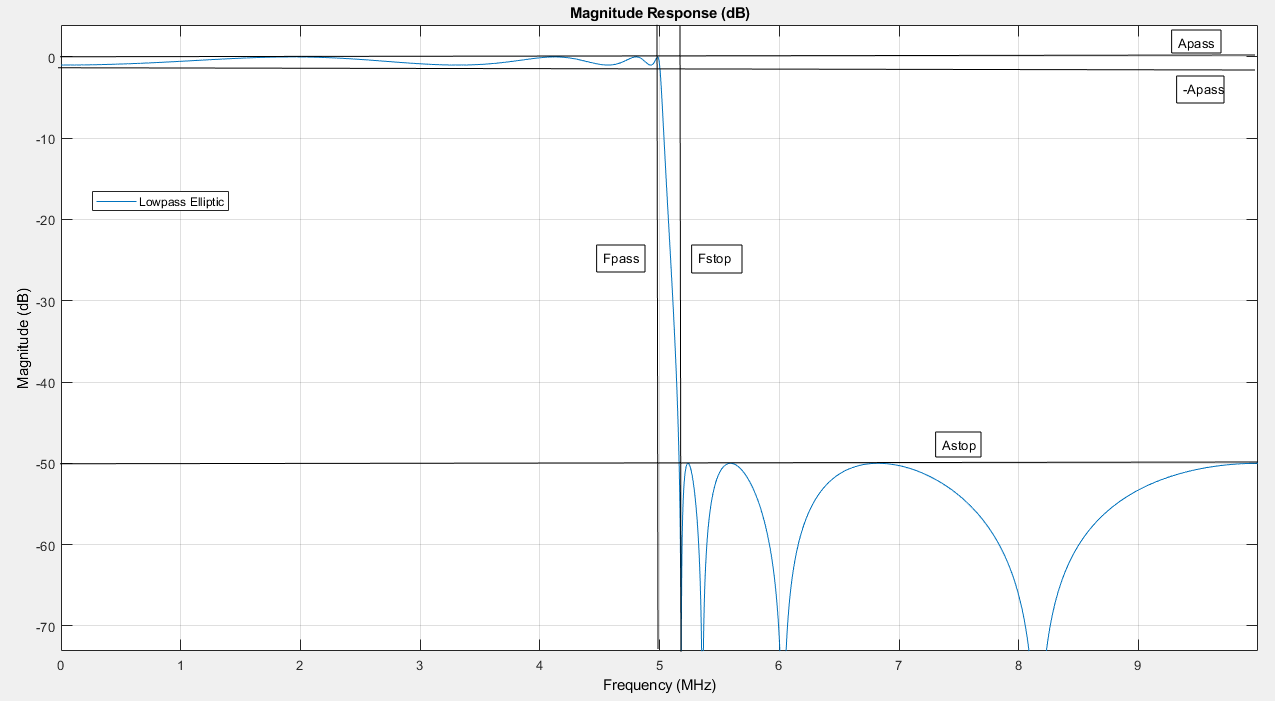 Magnitude Response (dB)
Apass
-Apass
Lowpass Elliptic
Fpass
Fstop
Astop
Magnitude (dB)
0
-10
-20
-30
-40
-50
-60
-70
0 1 2 3 4 5 6 7 8 9
Frequency (MHz)